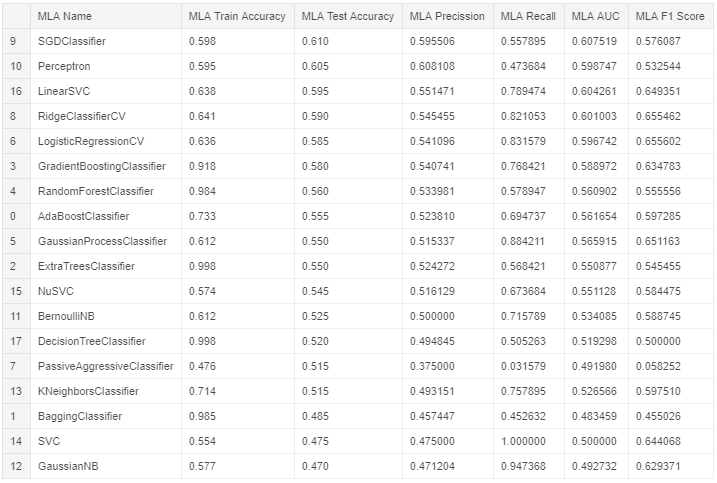 MLA Name MLA Train Accuracy MLA Test Accuracy MLA Precission MLA Recall MLA AUC MLA F1 Score
9 SGDClassifier 0.598 0.610 0.595506 0.557895 0.607519 0.576087
10 Perceptron 0.595 0.605 0.608108 0.473684 0.598747 0.532544
16 LinearSVC 0.638 0.595 0.551471 0.789474 0.604261 0.649351
8 RidgeClassifierCV 0.641 0.590 0.545455 0.821053 0.601003 0.655462
6 LogisticRegressionCV 0.636 0.585 0.541096 0.831579 0.596742 0.655602
3 GradientBoostingClassifier 0.918 0.580 0.540741 0.768421 0.588972 0.634783
4 RandomForestClassifier 0.984 0.560 0.533981 0.578947 0.560902 0.555556
0 AdaBoostClassifier 0.733 0.555 0.523810 0.694737 0.561654 0.597285
5 GaussianProcessClassifier 0.612 0.550 0.515337 0.884211 0.565915 0.651163
2 ExtraTreesClassifier 0.998 0.550 0.524272 0.568421 0.550877 0.545455
15 NuSVC 0.574 0.545 0.516129 0.673684 0.551128 0.584475
11 BernoulliNB 0.612 0.525 0.500000 0.715789 0.534085 0.588745
17 DecisionTreeClassifier 0.998 0.520 0.494845 0.505263 0.519298 0.500000
7 PassiveAggressiveClassifier 0.476 0.515 0.375000 0.031579 0.491980 0.058252
13 KNeighborsClassifier 0.714 0.515 0.493151 0.757895 0.526566 0.597510
1 BaggingClassifier 0.985 0.485 0.457447 0.452632 0.483459 0.455026
14 SVC 0.554 0.475 0.475000 1.000000 0.500000 0.644068
12 GaussianNB 0.577 0.470 0.471204 0.947368 0.492732 0.629371